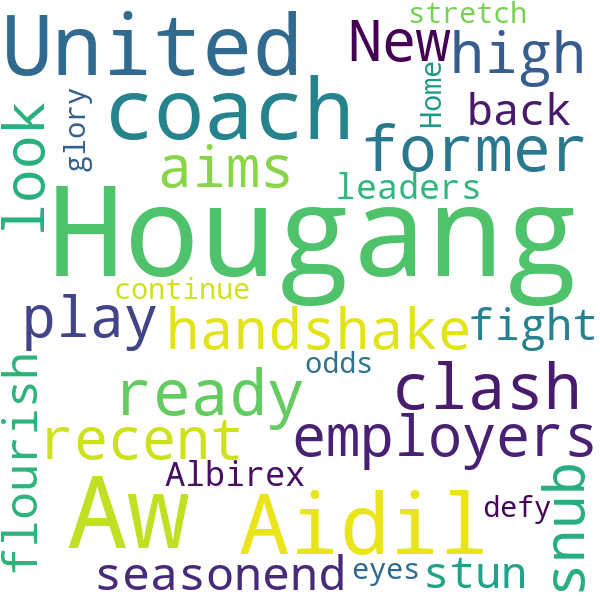 stretch
United
New
high
coach
Home
glory
look
back
former
aims
leaders
Hougang
continue
play
handshake
fight
odds
ready
clash
flourish
recent
employers
Albirex
snub
Aw
Aidil
defy
seasonend
eyes
stun